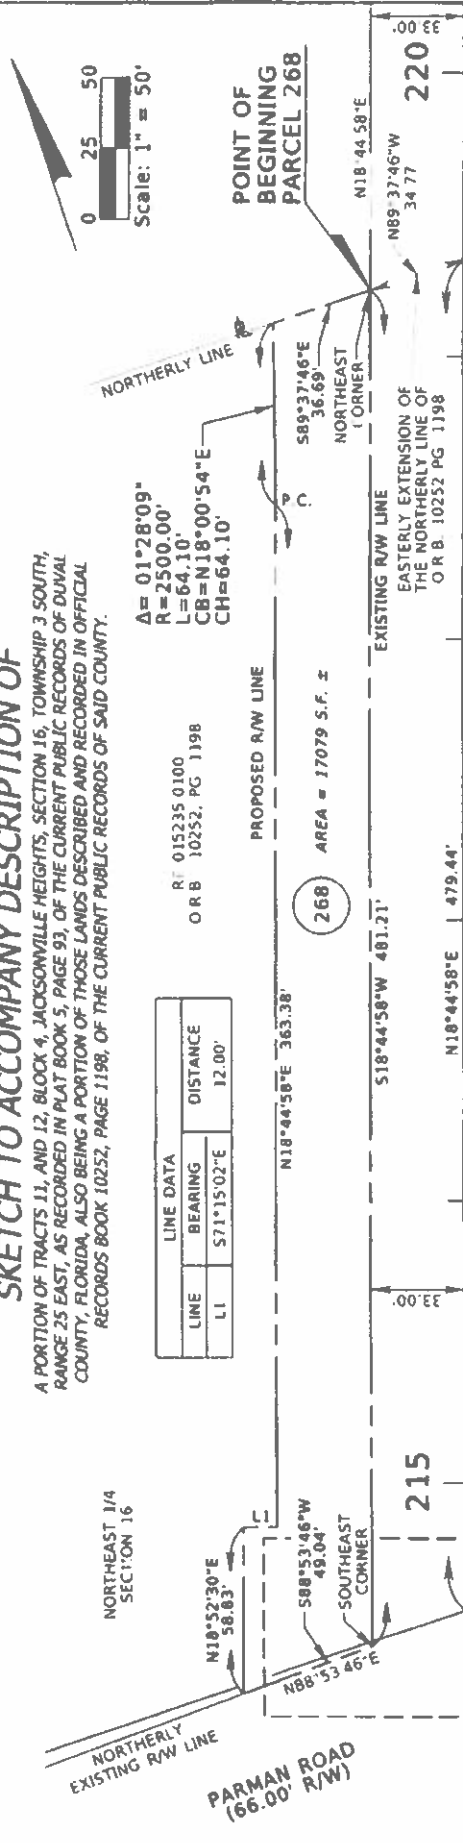 SKETCH TO ACCOMPANY DESCRIPTION OF
A PORTION OF TRACTS 11, AND 12, BLOCK 4, JACKSONVILLE HEIGHTS, SECTION 16, TOWNSHIP 3 SOUTH,
RANGE 25 EAST, AS RECORDED IN PLAT BOOK 5, PAGE 93, OF THE CURRENT PUBLIC RECORDS OF DUVAL
COUNTY, FLORIDA, ALSO BEING A PORTION OF THOSE LANDS DESCRIBED AND RECORDED IN OFFICIAL
RECORDS BOOK 10252, PAGE 1198, OF THE CURRENT PUBLIC RECORDS OF SAID COUNTY.
0 25 50
Scale: 1" = 50'
NORTHEAST 1/4
SECTION 16
LINE DATA
LINE BEARING DISTANCE
L1 S71°15'02"E 12.00'
015235 0100
O R B 10252, PG 1198
Δ= 01°28'09"
R=2500.00'
L=64.10'
CB=N18°00'54"E
CH=64.10'
NORTHERLY LINE
POINT OF
BEGINNING
PARCEL 268
NORTHERLY
EXISTING R/W LINE
N18°52'30"E
58.83'
L1
N18°44'58"E 363.38'
PROPOSED R/W LINE
P.C.
S89°37'46"E
36.69'
NORTHEAST
CORNER
268
AREA = 17079 S.F. ±
PARMAN ROAD
(66.00' R/W)
N88°53 46"E
S88°53'46"W
49.04'
SOUTHEAST
CORNER
S18°44'58"W 481.21'
EXISTING R/W LINE
N18°44 58"E
215
33.00'
N18°44'58"E 479.44'
EASTERLY EXTENSION OF
THE NORTHERLY LINE OF
O R B 10252 PG 1198
N89°37'46"W
34 77
220
33.00'